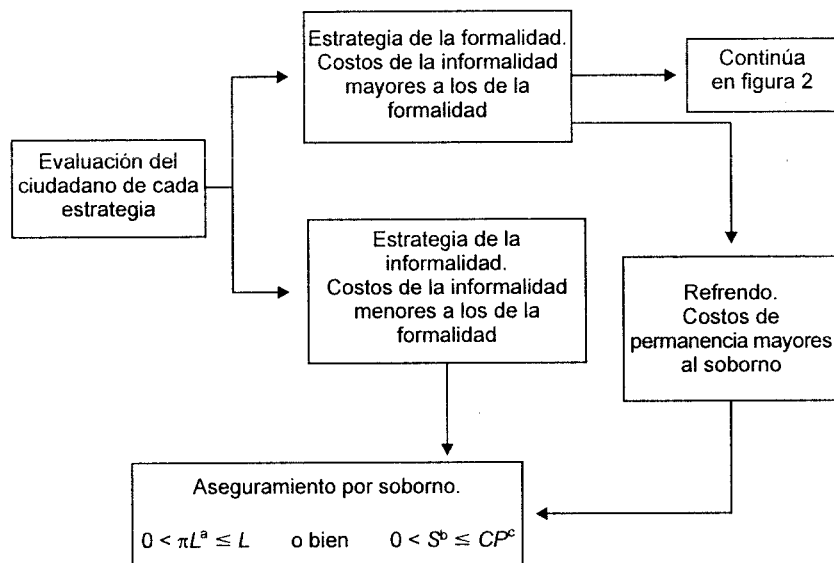 Estrategia de la formalidad.
Costos de la informalidad
mayores a los de la
formalidad
Continúa
en figura 2
Evaluación del
ciudadano de cada
estrategia
Estrategia de la
informalidad.
Costos de la informalidad
menores a los de la
formalidad
Refrendo.
Costos de
permanencia mayores
al soborno
Aseguramiento por soborno.
0 < πLᵃ ≤ L o bien 0 < Sᵇ ≤ CPᶜ